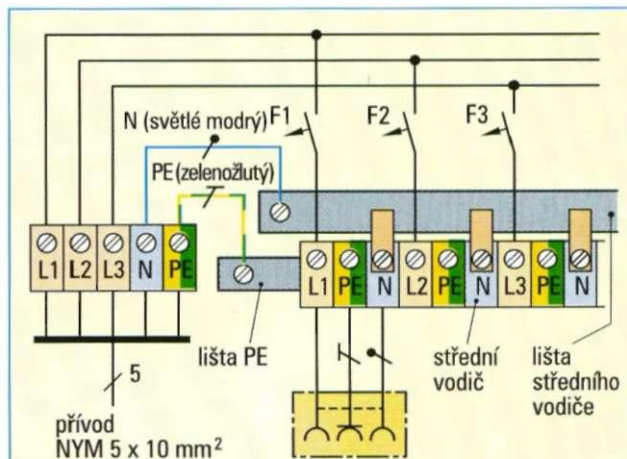 F1
F2
F3
N (světlé modrý)
PE (zelenožlutý)
L1 L2 L3 N PE
L1 PE N L2 PE N L3 PE N
lišta PE
střední
vodič
lišta
středního
vodiče
5
přívod
NYM 5 x 10 mm²